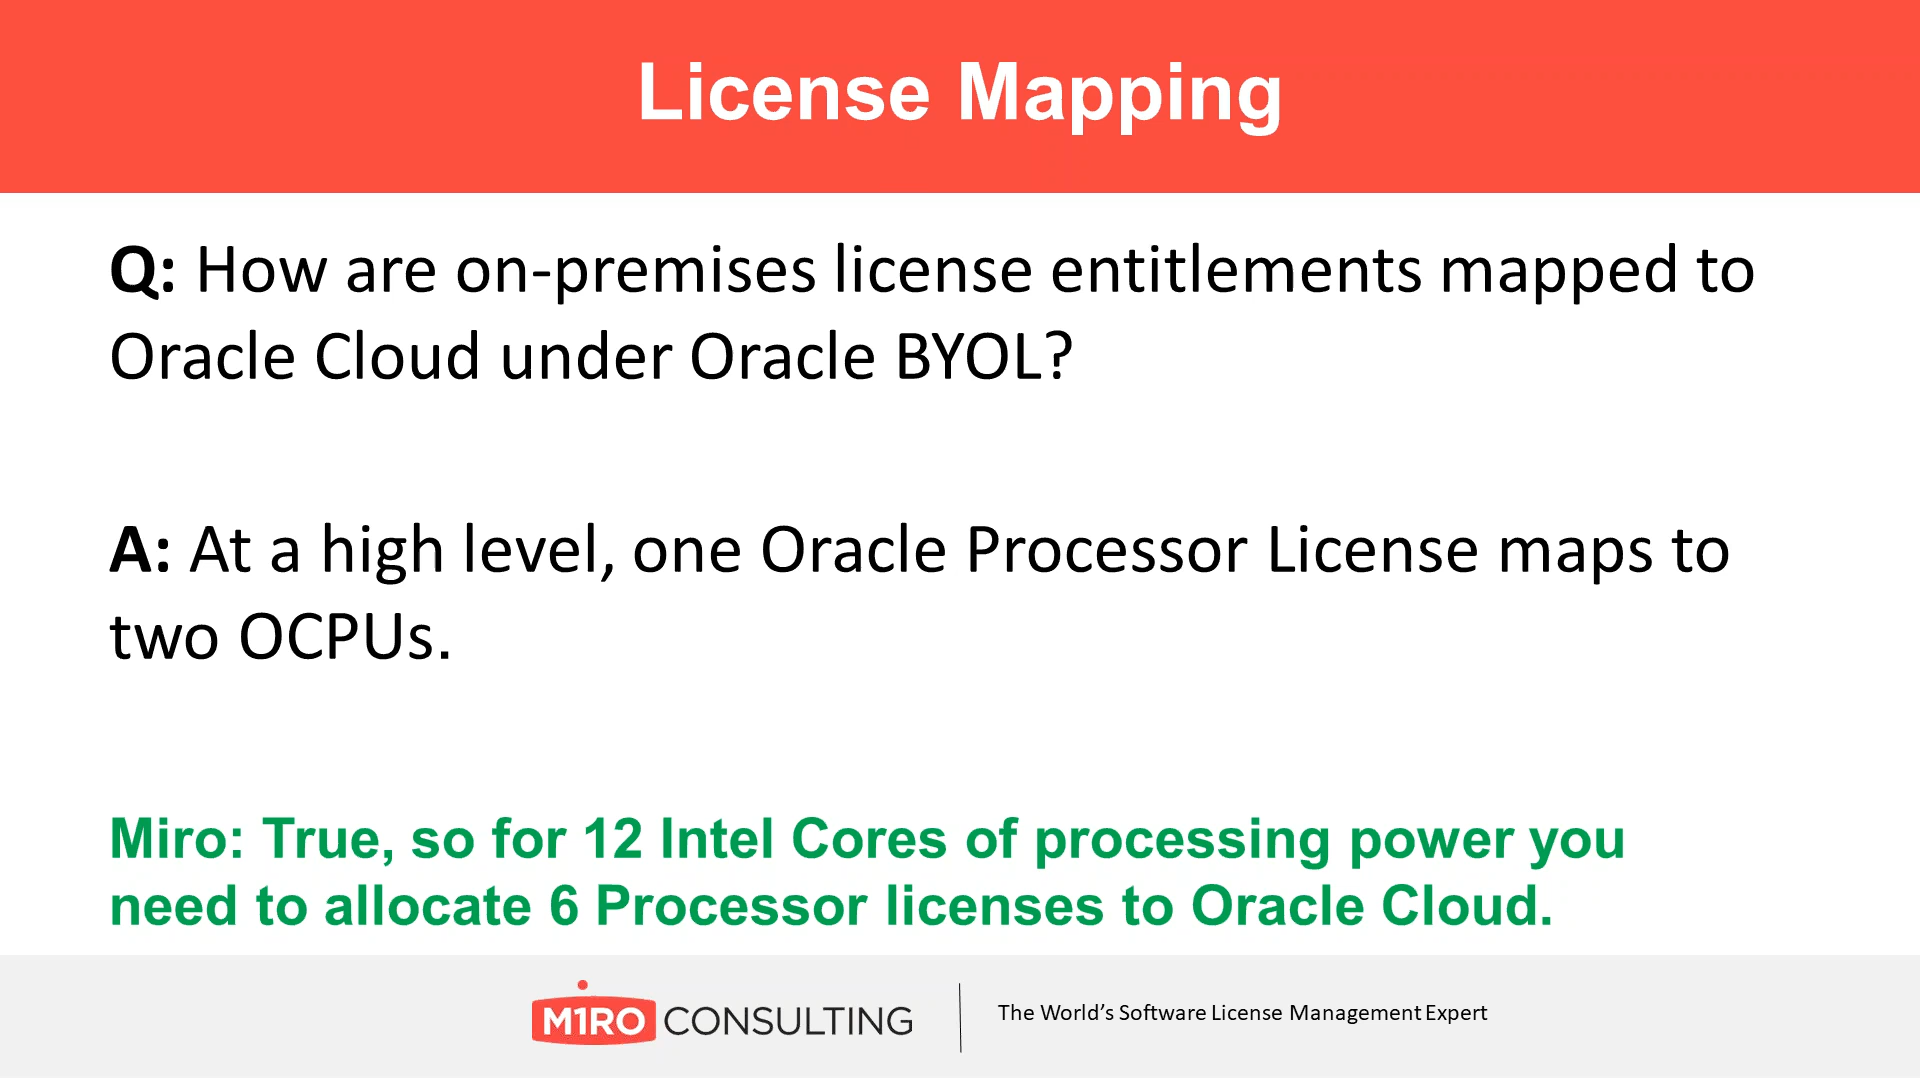 License Mapping
Q: How are on-premises license entitlements mapped to
Oracle Cloud under Oracle BYOL?
A: At a high level, one Oracle Processor License maps to
two OCPUs.
Miro: True, so for 12 Intel Cores of processing power you
need to allocate 6 Processor licenses to Oracle Cloud.
M1RO CONSULTING
The World’s Software License Management Expert